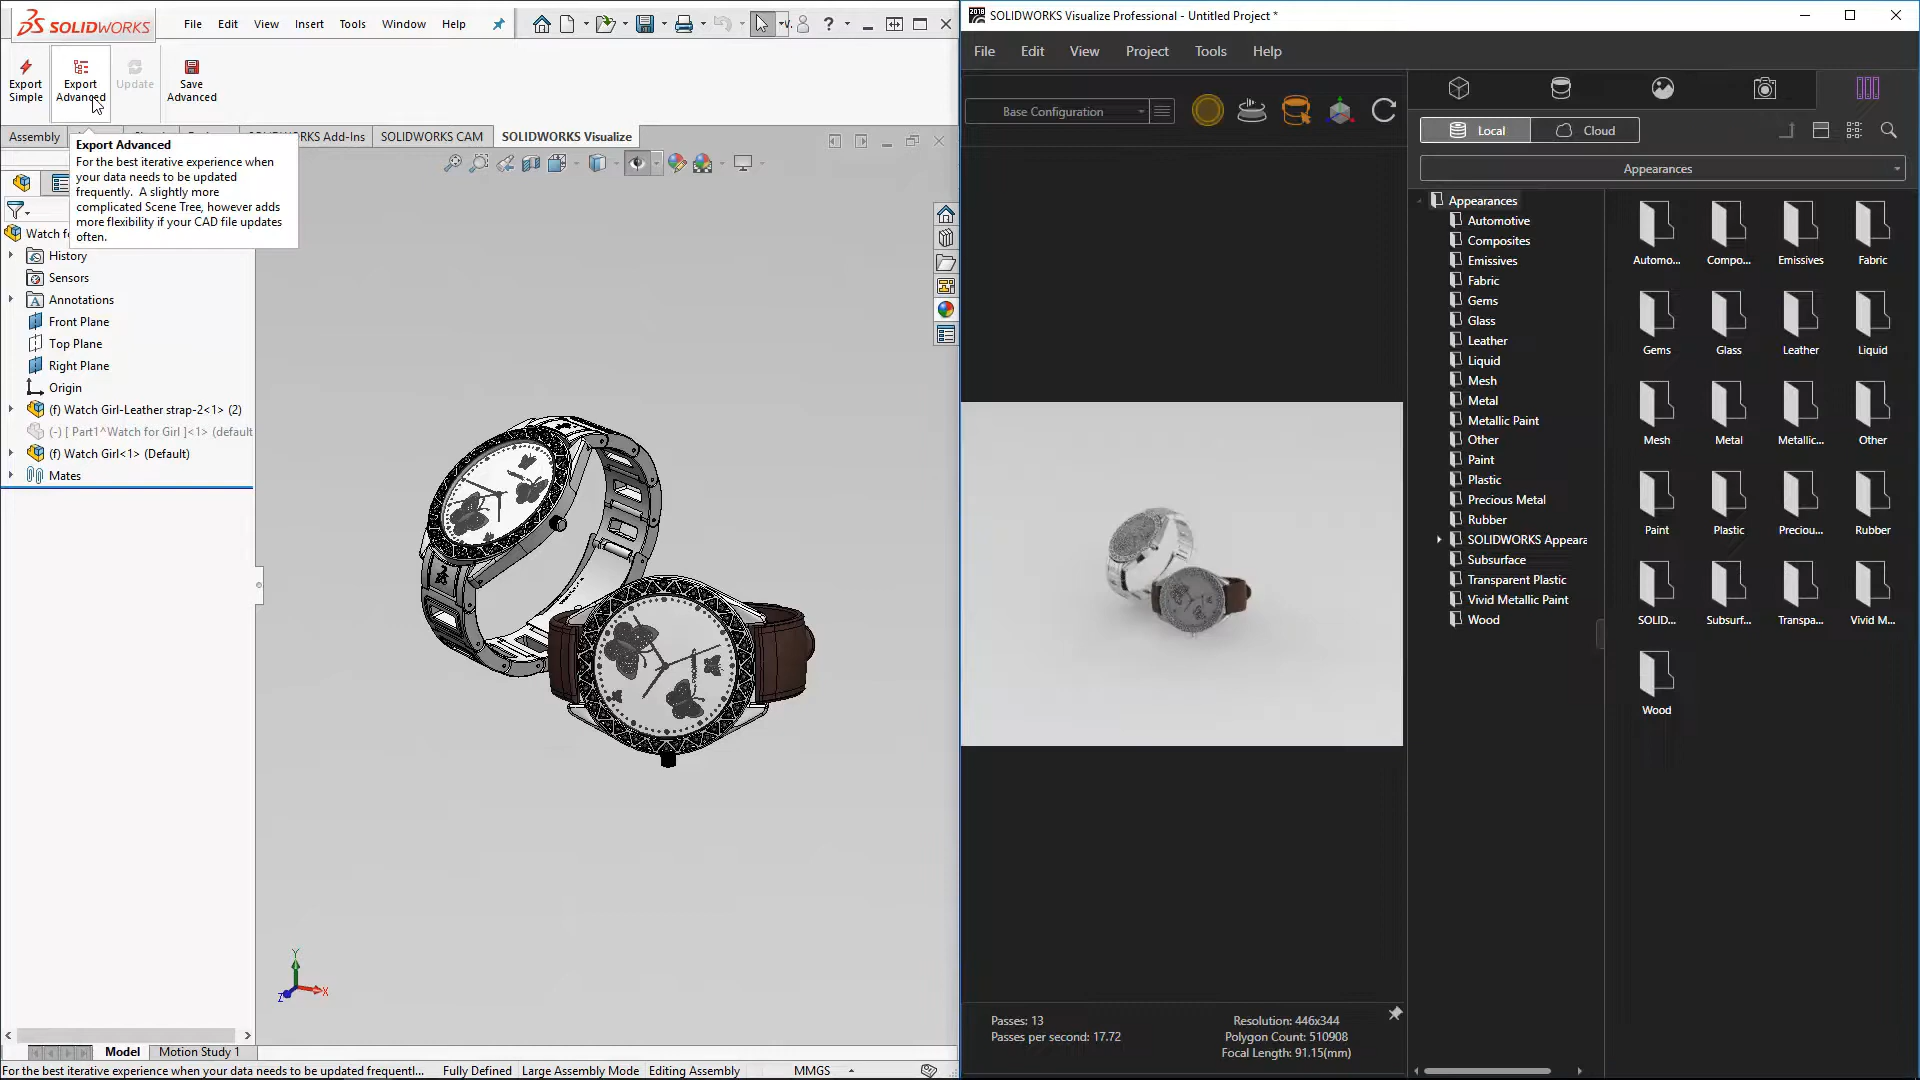 SOLIDWORKS
File Edit View Insert Tools Window Help
Export Simple
Export Advanced
Update
Save Advanced
Assembly
SOLIDWORKS Add-Ins
SOLIDWORKS CAM
SOLIDWORKS Visualize
Export Advanced
For the best iterative experience when
your data needs to be updated
frequently. A slightly more
complicated Scene Tree, however adds
more flexibility if your CAD file updates
often.
Watch fo
History
Sensors
Annotations
Front Plane
Top Plane
Right Plane
Origin
(f) Watch Girl-Leather strap-2<1> (2)
(-) [ Part1^Watch for Girl ]<1> (default
(f) Watch Girl<1> (Default)
Mates
Y
X
Z
Model
Motion Study 1
For the best iterative experience when your data needs to be updated frequentl...
Fully Defined
Large Assembly Mode
Editing Assembly
MMGS
2018
SOLIDWORKS Visualize Professional - Untitled Project *
File Edit View Project Tools Help
Base Configuration
Passes: 13
Passes per second: 17.72
Resolution: 446x344
Polygon Count: 510908
Focal Length: 91.15(mm)
Local
Cloud
Appearances
Appearances
Automotive
Composites
Emissives
Fabric
Gems
Glass
Leather
Liquid
Mesh
Metal
Metallic Paint
Other
Paint
Plastic
Precious Metal
Rubber
SOLIDWORKS Appeara
Subsurface
Transparent Plastic
Vivid Metallic Paint
Wood
Automo... Compo... Emissives Fabric
Gems Glass Leather Liquid
Mesh Metal Metallic... Other
Paint Plastic Preciou... Rubber
SOLID... Subsurf... Transpa... Vivid M...
Wood